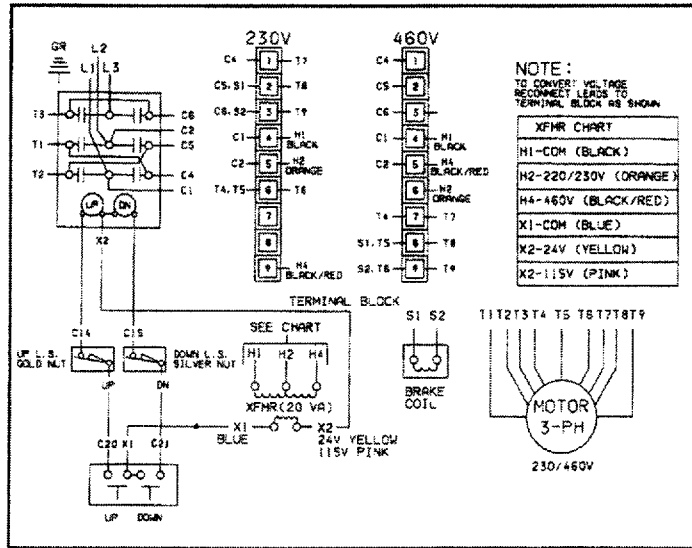 GR
L2
L1
L3
T3
C6
C2
T1
C5
T2
C4
C1
UP
DN
X2
230V
C4 1 T7
C5.S1 2 T8
C6.S2 3 T9
C1 4 H1
BLACK
C2 5 H2
ORANGE
T4.T5 6 T6
7
8
9 H4
BLACK/RED
460V
C4 1
C5 2
C6 3
C1 4 H1
BLACK
C2 5 H4
BLACK/RED
6 H2
ORANGE
T4 7 T7
S1.T5 8 T8
S2.T6 9 T9
TERMINAL BLOCK
NOTE:
TO CONVERT VOLTAGE
RECONNECT LEADS TO
TERMINAL BLOCK AS SHOWN
XFMR CHART
H1-COM (BLACK)
H2-220/230V (ORANGE)
H4-460V (BLACK/RED)
X1-COM (BLUE)
X2-24V (YELLOW)
X2-115V (PINK)
C14
C15
UP L.S.
GOLD NUT
DOWN L.S.
SILVER NUT
UP
DN
SEE CHART
H1 H2 H4
XFMR(20 VA)
X1
BLUE
X2
24V YELLOW
115V PINK
C20 X1 C21
UP DOWN
S1 S2
BRAKE
COIL
T1 T2 T3 T4 T5 T6 T7 T8 T9
MOTOR
3-PH
230/460V